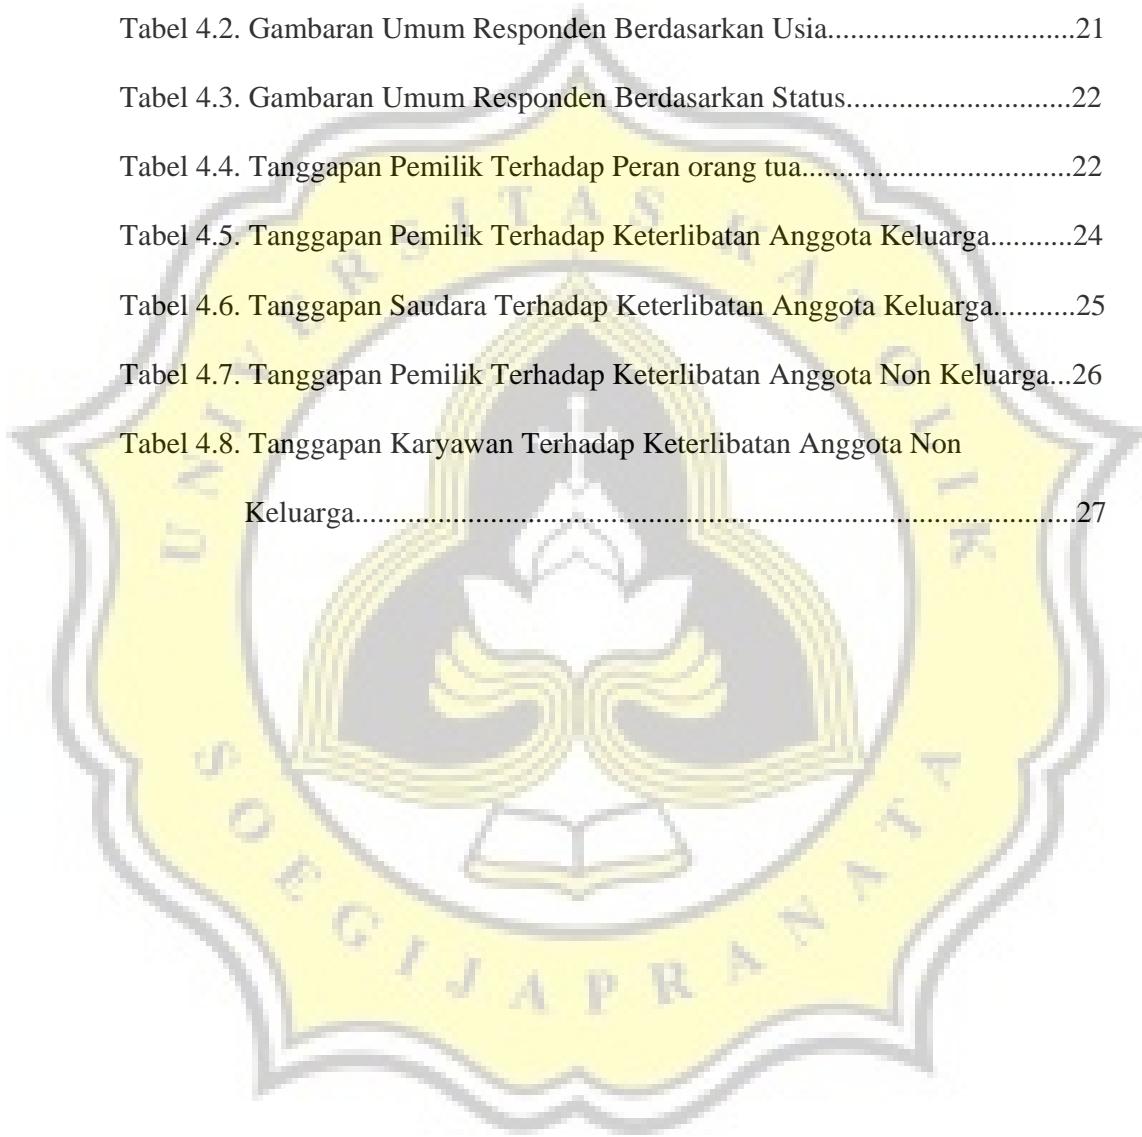 Tabel 4.2. Gambaran Umum Responden Berdasarkan Usia.................................21
Tabel 4.3. Gambaran Umum Responden Berdasarkan Status..............................22
Tabel 4.4. Tanggapan Pemilik Terhadap Peran orang tua....................................22
Tabel 4.5. Tanggapan Pemilik Terhadap Keterlibatan Anggota Keluarga...........24
Tabel 4.6. Tanggapan Saudara Terhadap Keterlibatan Anggota Keluarga...........25
Tabel 4.7. Tanggapan Pemilik Terhadap Keterlibatan Anggota Non Keluarga...26
Tabel 4.8. Tanggapan Karyawan Terhadap Keterlibatan Anggota Non
Keluarga................................................................................................27
UNIVERSITAS KATOLIK
SOEGIJAPRANATA